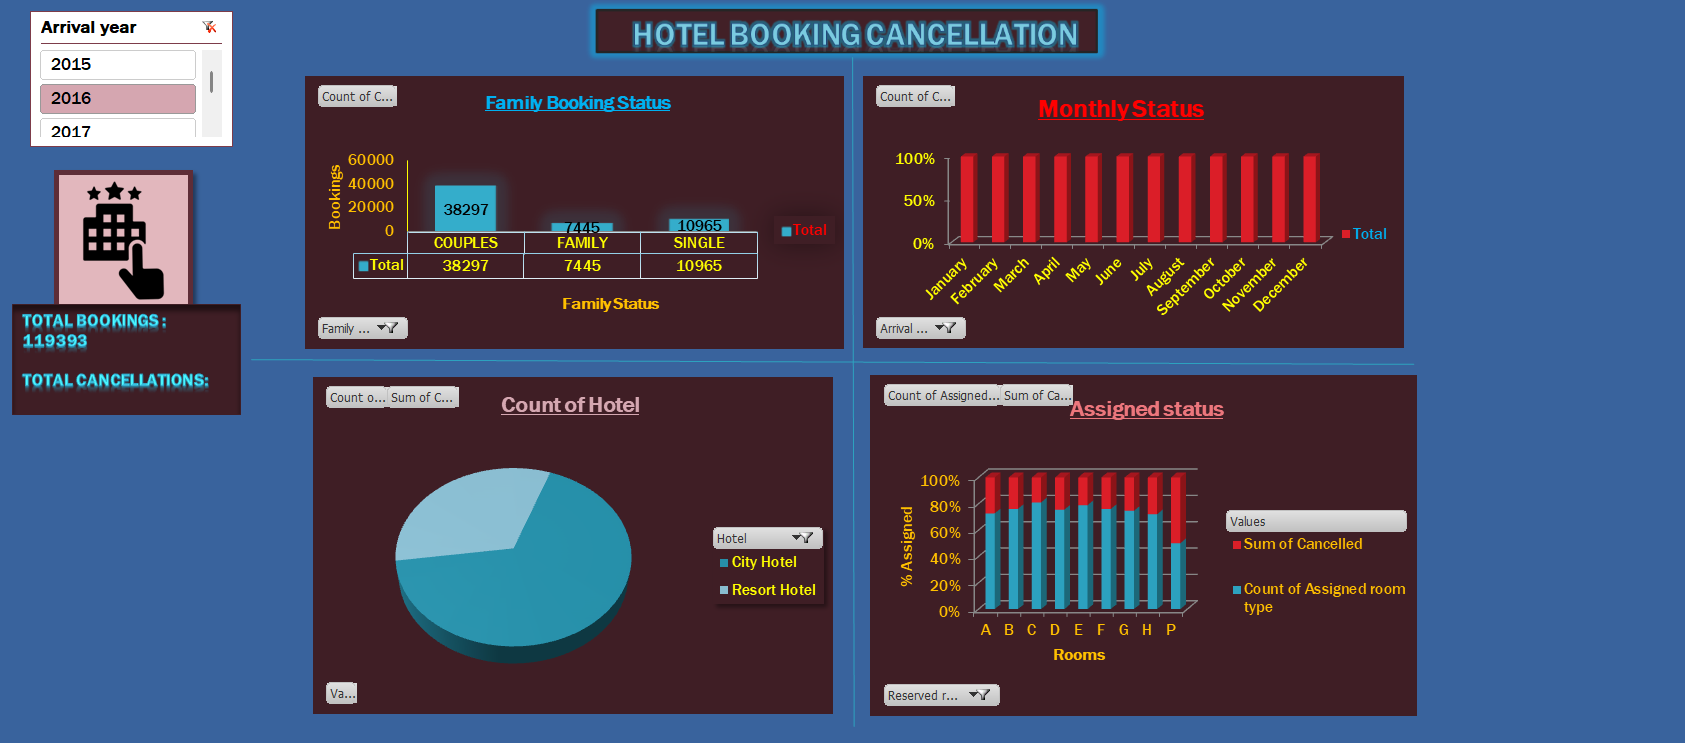 HOTEL BOOKING CANCELLATION
Arrival year
2015
2016
2017
TOTAL BOOKINGS :
119393
TOTAL CANCELLATIONS:
Count of C...
Family Booking Status
Bookings
60000
40000
20000
0
38297
7445
10965
COUPLES FAMILY SINGLE
Total 38297 7445 10965
Family Status
Total
Family ...
Count of C...
Monthly Status
100%
50%
0%
January
February
March
April
May
June
July
August
September
October
November
December
Total
Arrival ...
Count o... Sum of C...
Count of Hotel
Hotel
City Hotel
Resort Hotel
Va...
Count of Assigned... Sum of Ca...
Assigned status
% Assigned
100%
80%
60%
40%
20%
0%
A B C D E F G H P
Rooms
Values
Sum of Cancelled
Count of Assigned room
type
Reserved r...